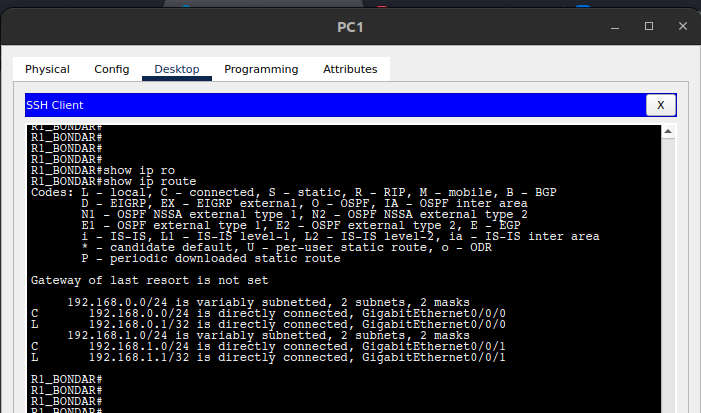 PC1
Physical Config Desktop Programming Attributes
SSH Client X
R1_BONDAR#
R1_BONDAR#
R1_BONDAR#
R1_BONDAR#
R1_BONDAR#show ip ro
R1_BONDAR#show ip route
Codes: L - local, C - connected, S - static, R - RIP, M - mobile, B - BGP
D - EIGRP, EX - EIGRP external, O - OSPF, IA - OSPF inter area
N1 - OSPF NSSA external type 1, N2 - OSPF NSSA external type 2
E1 - OSPF external type 1, E2 - OSPF external type 2, E - EGP
i - IS-IS, L1 - IS-IS level-1, L2 - IS-IS level-2, ia - IS-IS inter area
* - candidate default, U - per-user static route, o - ODR
P - periodic downloaded static route
Gateway of last resort is not set
192.168.0.0/24 is variably subnetted, 2 subnets, 2 masks
C 192.168.0.0/24 is directly connected, GigabitEthernet0/0/0
L 192.168.0.1/32 is directly connected, GigabitEthernet0/0/0
192.168.1.0/24 is variably subnetted, 2 subnets, 2 masks
C 192.168.1.0/24 is directly connected, GigabitEthernet0/0/1
L 192.168.1.1/32 is directly connected, GigabitEthernet0/0/1
R1_BONDAR#
R1_BONDAR#
R1_BONDAR#
R1_BONDAR#